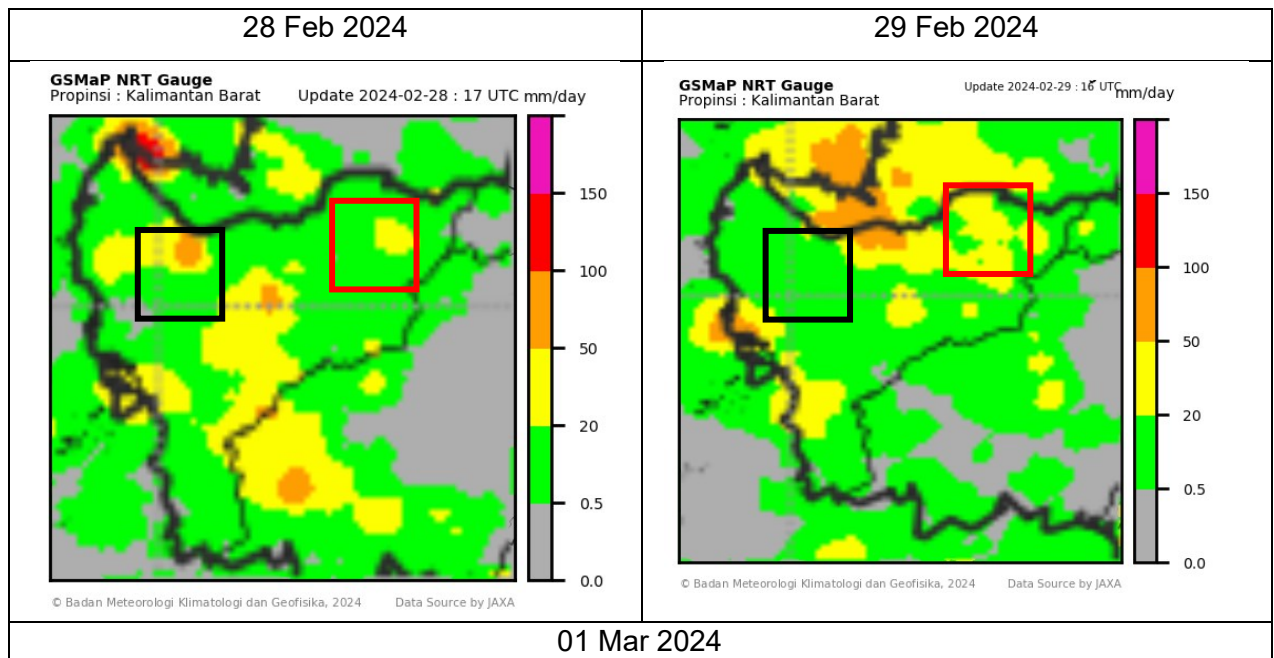 28 Feb 2024
29 Feb 2024
GSMaP NRT Gauge
Propinsi : Kalimantan Barat
Update 2024-02-28 : 17 UTC
mm/day
150
100
50
20
0.5
0.0
© Badan Meteorologi Klimatologi dan Geofisika, 2024
Data Source by JAXA
GSMaP NRT Gauge
Propinsi : Kalimantan Barat
Update 2024-02-29 : 16 UTC
mm/day
150
100
50
20
0.5
0.0
© Badan Meteorologi Klimatologi dan Geofisika, 2024
Data Source by JAXA
01 Mar 2024